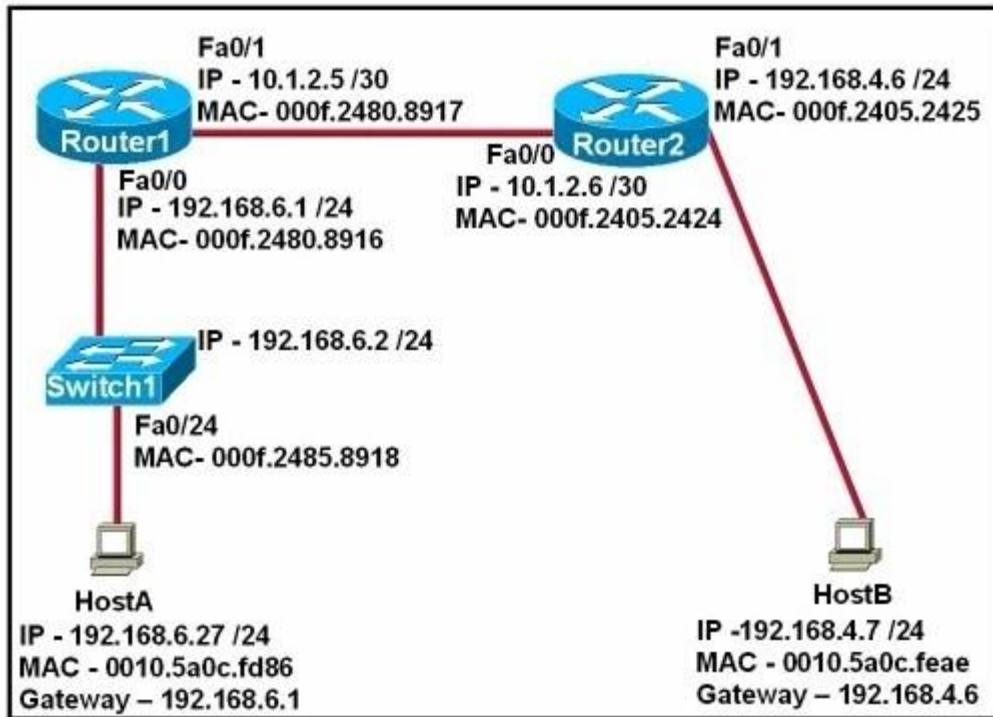 Fa0/1
IP - 10.1.2.5 /30
MAC- 000f.2480.8917
Router1
Fa0/0
IP - 192.168.6.1 /24
MAC- 000f.2480.8916
Fa0/1
IP - 192.168.4.6 /24
MAC- 000f.2405.2425
Router2
Fa0/0
IP - 10.1.2.6 /30
MAC- 000f.2405.2424
IP - 192.168.6.2 /24
Switch1
Fa0/24
MAC- 000f.2485.8918
HostA
IP - 192.168.6.27 /24
MAC - 0010.5a0c.fd86
Gateway – 192.168.6.1
HostB
IP -192.168.4.7 /24
MAC - 0010.5a0c.feae
Gateway – 192.168.4.6